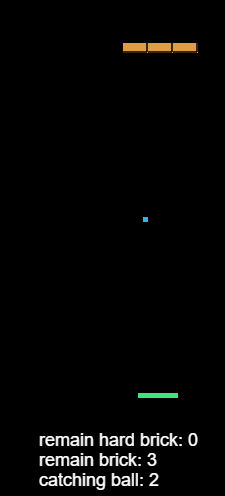 remain hard brick: 0
remain brick: 3
catching ball: 2